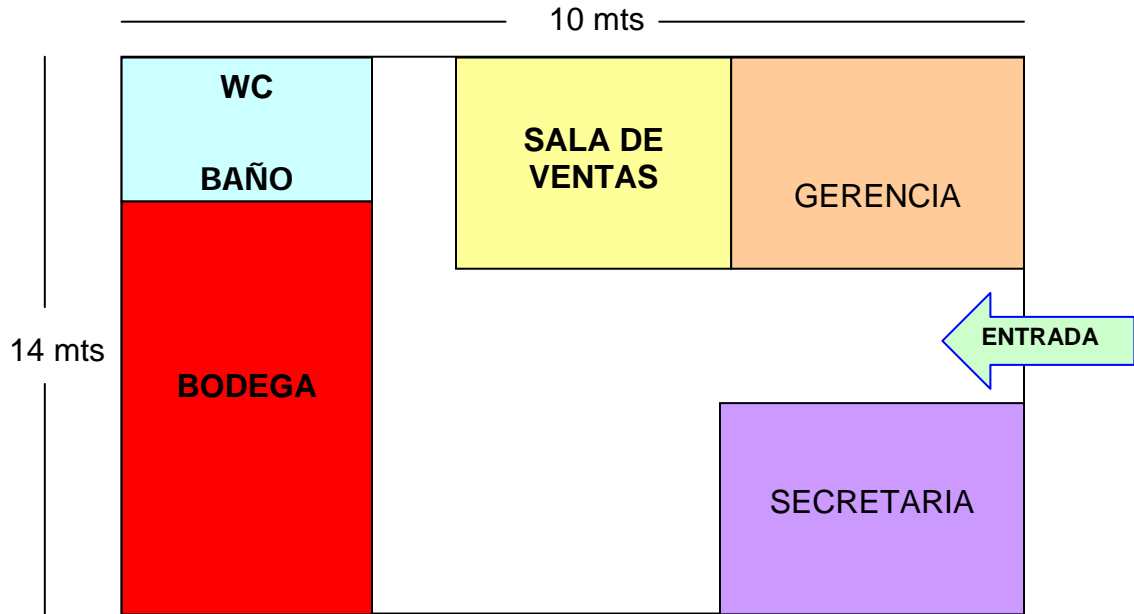 10 mts
WC
BAÑO
SALA DE
VENTAS
GERENCIA
ENTRADA
14 mts
BODEGA
SECRETARIA